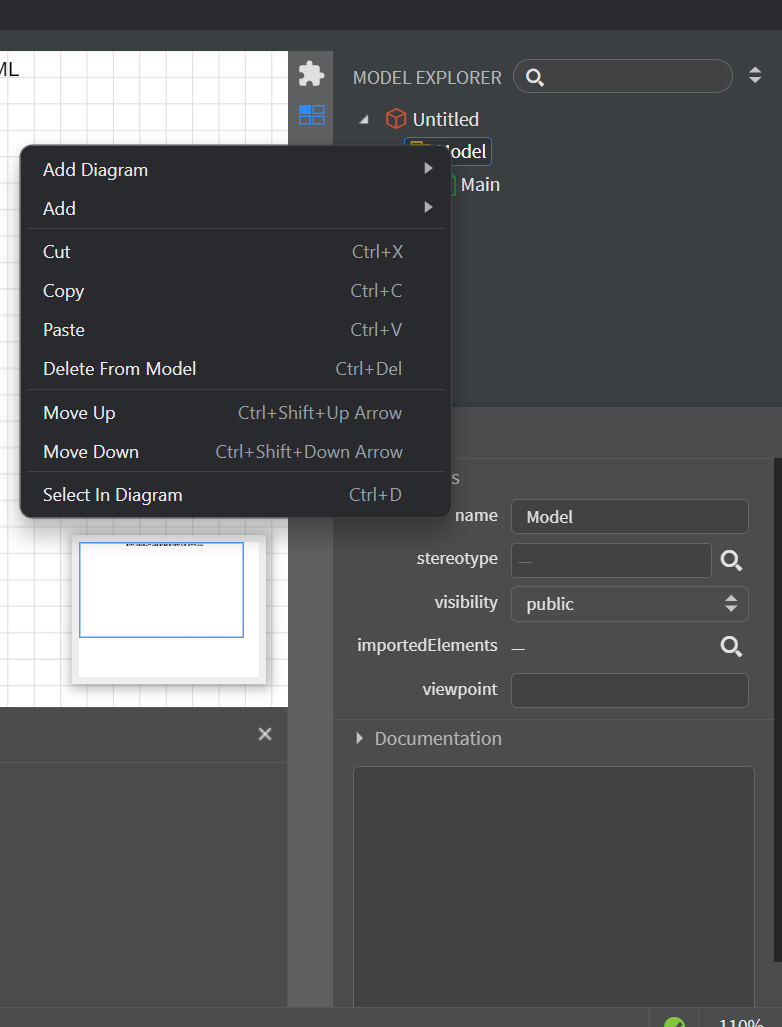 ML
MODEL EXPLORER
Untitled
Model
Main
Add Diagram
Add
Cut Ctrl+X
Copy Ctrl+C
Paste Ctrl+V
Delete From Model Ctrl+Del
Move Up Ctrl+Shift+Up Arrow
Move Down Ctrl+Shift+Down Arrow
Select In Diagram Ctrl+D
s
name Model
stereotype —
visibility public
importedElements —
viewpoint
Documentation
110%